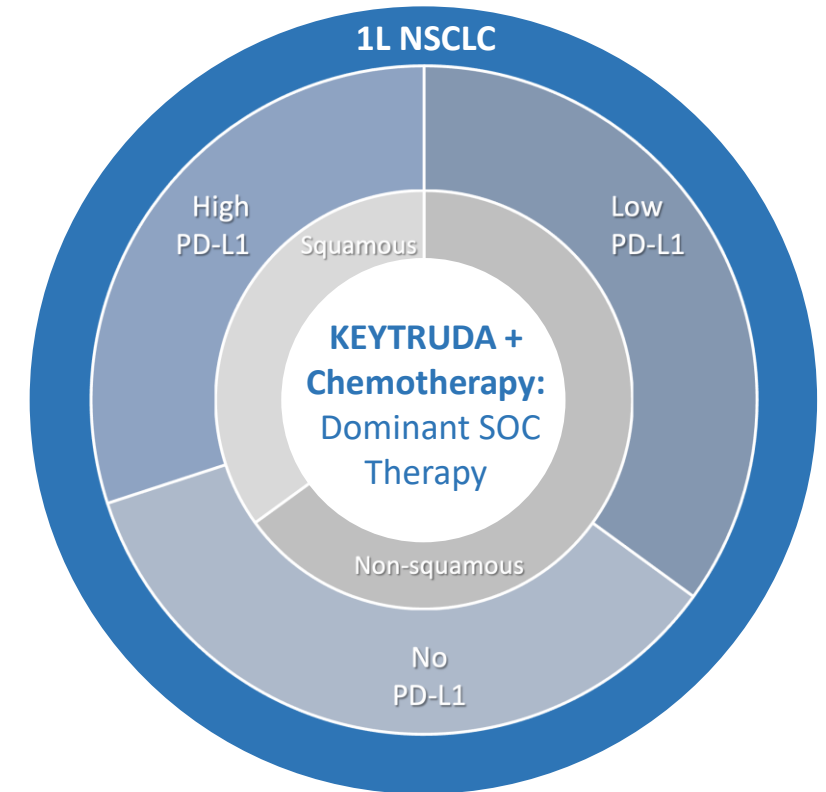 1L NSCLC
High
PD-L1
Low
PD-L1
Squamous
KEYTRUDA +
Chemotherapy:
Dominant SOC
Therapy
Non-squamous
No
PD-L1